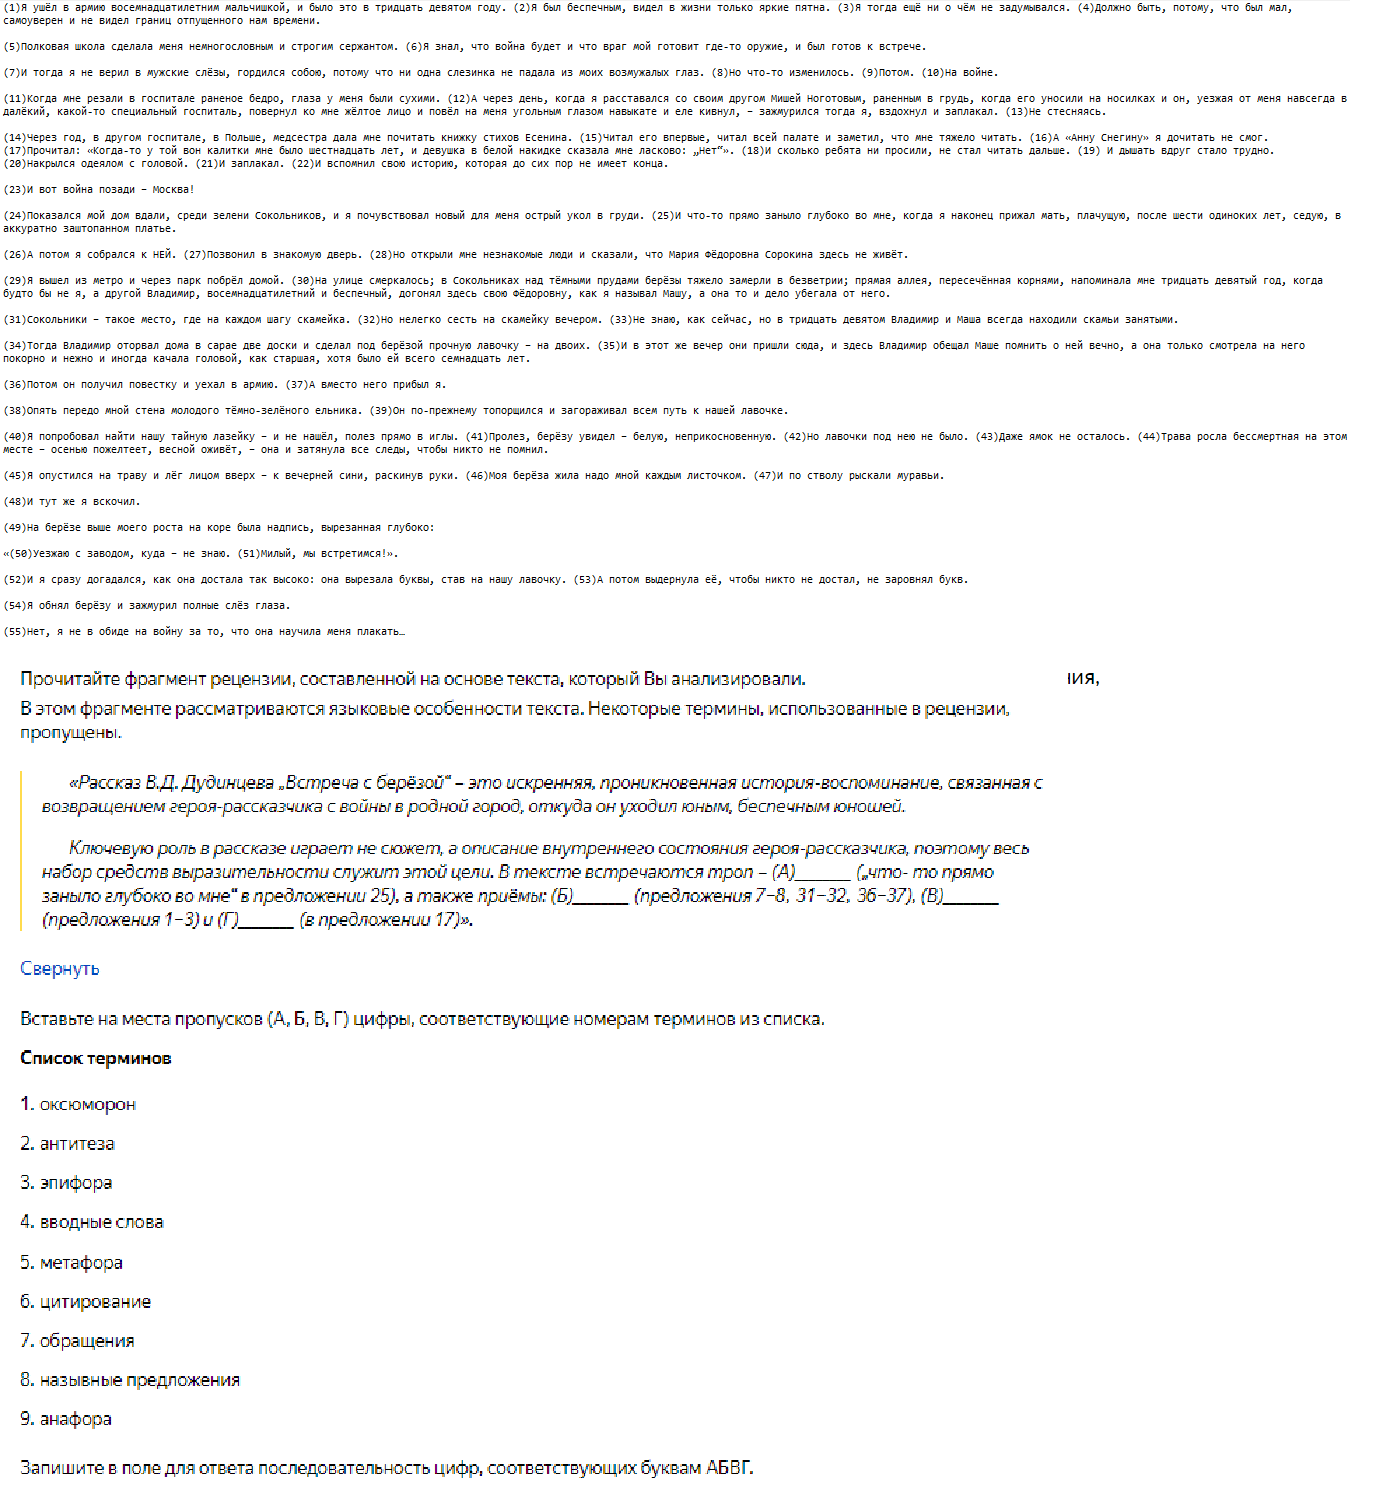 (1)Я ушёл в армию восемнадцатилетним мальчишкой, и было это в тридцать девятом году. (2)Я был беспечным, видел в жизни только яркие пятна. (3)Я тогда ещё ни о чём не задумывался. (4)Должно быть, потому, что был мал,
самоуверен и не видел границ отпущенного нам времени.
(5)Полковая школа сделала меня немногословным и строгим сержантом. (6)Я знал, что война будет и что враг мой готовит где-то оружие, и был готов к встрече.
(7)И тогда я не верил в мужские слёзы, гордился собою, потому что ни одна слезинка не падала из моих возмужалых глаз. (8)Но что-то изменилось. (9)Потом. (10)На войне.
(11)Когда мне резали в госпитале раненое бедро, глаза у меня были сухими. (12)А через день, когда я расставался со своим другом Мишей Ноготовым, раненным в грудь, когда его уносили на носилках и он, уезжая от меня навсегда в
далёкий, какой-то специальный госпиталь, повернул ко мне жёлтое лицо и повёл на меня угольным глазом навыкате и еле кивнул, – зажмурился тогда я, вздохнул и заплакал. (13)Не стесняясь.
(14)Через год, в другом госпитале, в Польше, медсестра дала мне почитать книжку стихов Есенина. (15)Читал его впервые, читал всей палате и заметил, что мне тяжело читать. (16)А «Анну Снегину» я дочитать не смог.
(17)Прочитал: «Когда-то у той вон калитки мне было шестнадцать лет, и девушка в белой накидке сказала мне ласково: „Нет“». (18)И сколько ребята ни просили, не стал читать дальше. (19) И дышать вдруг стало трудно.
(20)Накрылся одеялом с головой. (21)И заплакал. (22)И вспомнил свою историю, которая до сих пор не имеет конца.
(23)И вот война позади – Москва!
(24)Показался мой дом вдали, среди зелени Сокольников, и я почувствовал новый для меня острый укол в груди. (25)И что-то прямо заныло глубоко во мне, когда я наконец прижал мать, плачущую, после шести одиноких лет, седую, в
аккуратно заштопанном платье.
(26)А потом я собрался к НЕЙ. (27)Позвонил в знакомую дверь. (28)Но открыли мне незнакомые люди и сказали, что Мария Фёдоровна Сорокина здесь не живёт.
(29)Я вышел из метро и через парк побрёл домой. (30)На улице смеркалось; в Сокольниках над тёмными прудами берёзы тяжело замерли в безветрии; прямая аллея, пересечённая корнями, напоминала мне тридцать девятый год, когда
будто бы не я, а другой Владимир, восемнадцатилетний и беспечный, догонял здесь свою Фёдоровну, как я называл Машу, а она то и дело убегала от него.
(31)Сокольники – такое место, где на каждом шагу скамейка. (32)Но нелегко сесть на скамейку вечером. (33)Не знаю, как сейчас, но в тридцать девятом Владимир и Маша всегда находили скамьи занятыми.
(34)Тогда Владимир оторвал дома в сарае две доски и сделал под берёзой прочную лавочку – на двоих. (35)И в этот же вечер они пришли сюда, и здесь Владимир обещал Маше помнить о ней вечно, а она только смотрела на него
покорно и нежно и иногда качала головой, как старшая, хотя было ей всего семнадцать лет.
(36)Потом он получил повестку и уехал в армию. (37)А вместо него прибыл я.
(38)Опять передо мной стена молодого тёмно-зелёного ельника. (39)Он по-прежнему топорщился и загораживал всем путь к нашей лавочке.
(40)Я попробовал найти нашу тайную лазейку – и не нашёл, полез прямо в иглы. (41)Пролез, берёзу увидел – белую, неприкосновенную. (42)Но лавочки под нею не было. (43)Даже ямок не осталось. (44)Трава росла бессмертная на этом
месте – осенью пожелтеет, весной оживёт, – она и затянула все следы, чтобы никто не помнил.
(45)Я опустился на траву и лёг лицом вверх – к вечерней сини, раскинув руки. (46)Моя берёза жила надо мной каждым листочком. (47)И по стволу рыскали муравьи.
(48)И тут же я вскочил.
(49)На берёзе выше моего роста на коре была надпись, вырезанная глубоко:
«(50)Уезжаю с заводом, куда – не знаю. (51)Милый, мы встретимся!».
(52)И я сразу догадался, как она достала так высоко: она вырезала буквы, став на нашу лавочку. (53)А потом выдернула её, чтобы никто не достал, не заровнял букв.
(54)Я обнял берёзу и зажмурил полные слёз глаза.
(55)Нет, я не в обиде на войну за то, что она научила меня плакать…
Прочитайте фрагмент рецензии, составленной на основе текста, который Вы анализировали.
ия,
В этом фрагменте рассматриваются языковые особенности текста. Некоторые термины, использованные в рецензии,
пропущены.
«Рассказ В.Д. Дудинцева „Встреча с берёзой“ – это искренняя, проникновенная история-воспоминание, связанная с
возвращением героя-рассказчика с войны в родной город, откуда он уходил юным, беспечным юношей.
Ключевую роль в рассказе играет не сюжет, а описание внутреннего состояния героя-рассказчика, поэтому весь
набор средств выразительности служит этой цели. В тексте встречаются троп – (А)______ („что- то прямо
заныло глубоко во мне“ в предложении 25), а также приёмы: (Б)______ (предложения 7–8, 31–32, 36–37), (В)______
(предложения 1–3) и (Г)______ (в предложении 17)».
Свернуть
Вставьте на места пропусков (А, Б, В, Г) цифры, соответствующие номерам терминов из списка.
Список терминов
1. оксюморон
2. антитеза
3. эпифора
4. вводные слова
5. метафора
6. цитирование
7. обращения
8. назывные предложения
9. анафора
Запишите в поле для ответа последовательность цифр, соответствующих буквам АБВГ.